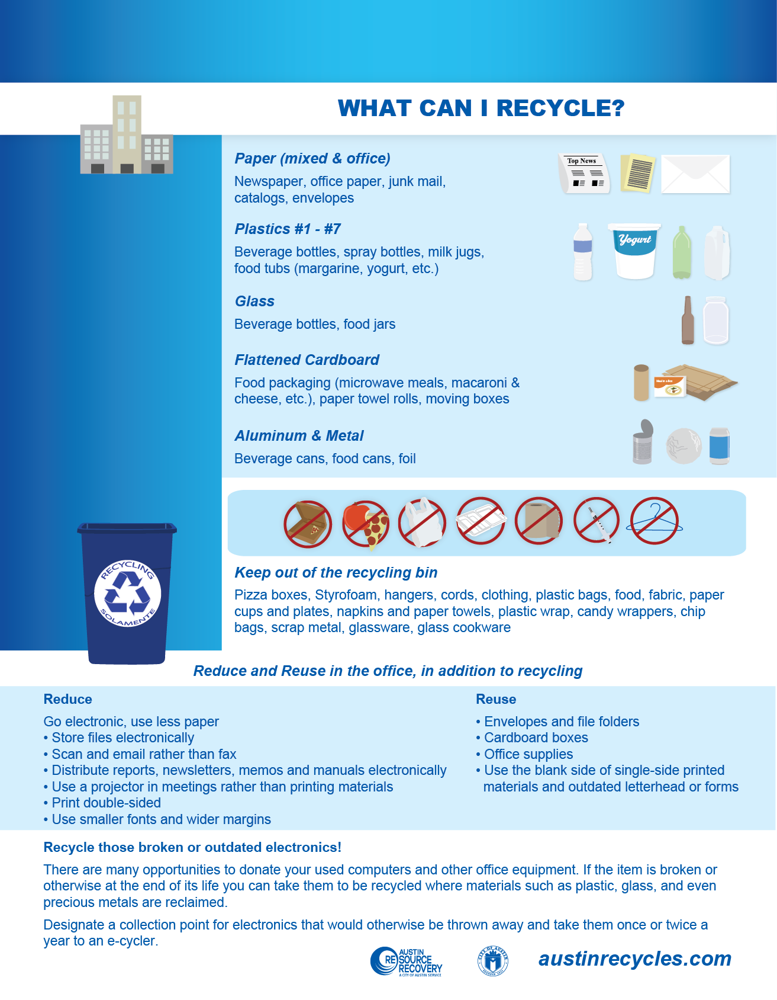 WHAT CAN I RECYCLE?
Paper (mixed & office)
Newspaper, office paper, junk mail,
catalogs, envelopes
Top News
Plastics #1 - #7
Beverage bottles, spray bottles, milk jugs,
food tubs (margarine, yogurt, etc.)
Yogurt
Glass
Beverage bottles, food jars
Flattened Cardboard
Food packaging (microwave meals, macaroni &
cheese, etc.), paper towel rolls, moving boxes
Aluminum & Metal
Beverage cans, food cans, foil
RECYCLING
SOLAMENTE
Keep out of the recycling bin
Pizza boxes, Styrofoam, hangers, cords, clothing, plastic bags, food, fabric, paper
cups and plates, napkins and paper towels, plastic wrap, candy wrappers, chip
bags, scrap metal, glassware, glass cookware
Reduce and Reuse in the office, in addition to recycling
Reduce
Go electronic, use less paper
• Store files electronically
• Scan and email rather than fax
• Distribute reports, newsletters, memos and manuals electronically
• Use a projector in meetings rather than printing materials
• Print double-sided
• Use smaller fonts and wider margins
Reuse
• Envelopes and file folders
• Cardboard boxes
• Office supplies
• Use the blank side of single-side printed
materials and outdated letterhead or forms
Recycle those broken or outdated electronics!
There are many opportunities to donate your used computers and other office equipment. If the item is broken or
otherwise at the end of its life you can take them to be recycled where materials such as plastic, glass, and even
precious metals are reclaimed.
Designate a collection point for electronics that would otherwise be thrown away and take them once or twice a
year to an e-cycler.
AUSTIN
RESOURCE
RECOVERY
A CITY OF AUSTIN SERVICE
CITY OF AUSTIN
austinrecycles.com